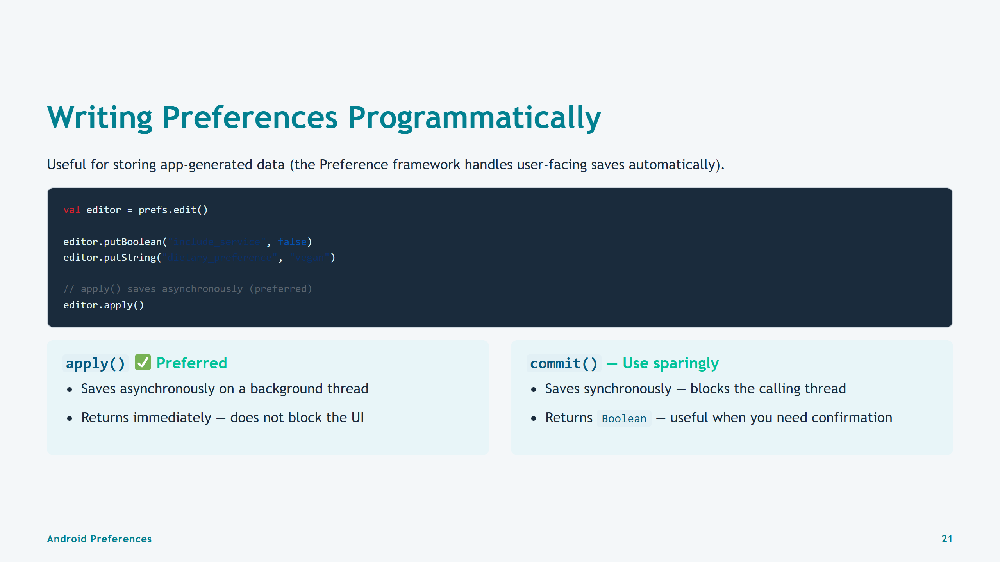 Writing Preferences Programmatically
Useful for storing app-generated data (the Preference framework handles user-facing saves automatically).
val editor = prefs.edit()
editor.putBoolean("include_service", false)
editor.putString("dietary_preference", "vegan")
// apply() saves asynchronously (preferred)
editor.apply()
apply() ✅ Preferred
• Saves asynchronously on a background thread
• Returns immediately — does not block the UI
commit() — Use sparingly
• Saves synchronously — blocks the calling thread
• Returns Boolean — useful when you need confirmation
Android Preferences
21